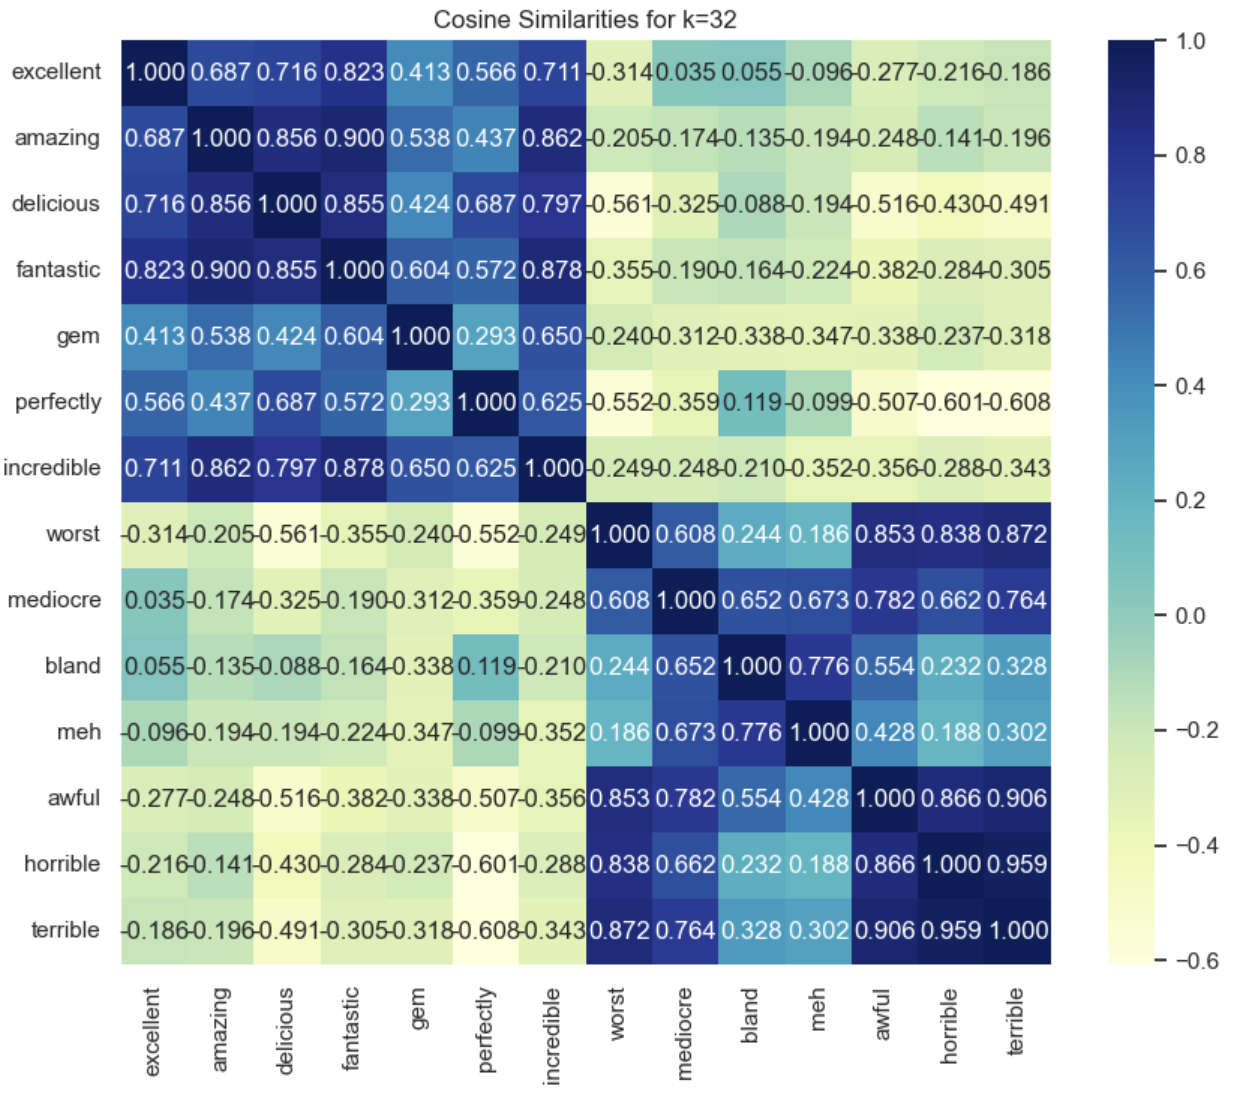 Cosine Similarities for k=32
excellent 1.000 0.687 0.716 0.823 0.413 0.566 0.711 -0.314 0.035 0.055 -0.096 -0.277 -0.216 -0.186
amazing 0.687 1.000 0.856 0.900 0.538 0.437 0.862 -0.205 -0.174 -0.135 -0.194 -0.248 -0.141 -0.196
delicious 0.716 0.856 1.000 0.855 0.424 0.687 0.797 -0.561 -0.325 -0.088 -0.194 -0.516 -0.430 -0.491
fantastic 0.823 0.900 0.855 1.000 0.604 0.572 0.878 -0.355 -0.190 -0.164 -0.224 -0.382 -0.284 -0.305
gem 0.413 0.538 0.424 0.604 1.000 0.293 0.650 -0.240 -0.312 -0.338 -0.347 -0.338 -0.237 -0.318
perfectly 0.566 0.437 0.687 0.572 0.293 1.000 0.625 -0.552 -0.359 0.119 -0.099 -0.507 -0.601 -0.608
incredible 0.711 0.862 0.797 0.878 0.650 0.625 1.000 -0.249 -0.248 -0.210 -0.352 -0.356 -0.288 -0.343
worst -0.314 -0.205 -0.561 -0.355 -0.240 -0.552 -0.249 1.000 0.608 0.244 0.186 0.853 0.838 0.872
mediocre 0.035 -0.174 -0.325 -0.190 -0.312 -0.359 -0.248 0.608 1.000 0.652 0.673 0.782 0.662 0.764
bland 0.055 -0.135 -0.088 -0.164 -0.338 0.119 -0.210 0.244 0.652 1.000 0.776 0.554 0.232 0.328
meh -0.096 -0.194 -0.194 -0.224 -0.347 -0.099 -0.352 0.186 0.673 0.776 1.000 0.428 0.188 0.302
awful -0.277 -0.248 -0.516 -0.382 -0.338 -0.507 -0.356 0.853 0.782 0.554 0.428 1.000 0.866 0.906
horrible -0.216 -0.141 -0.430 -0.284 -0.237 -0.601 -0.288 0.838 0.662 0.232 0.188 0.866 1.000 0.959
terrible -0.186 -0.196 -0.491 -0.305 -0.318 -0.608 -0.343 0.872 0.764 0.328 0.302 0.906 0.959 1.000
excellent amazing delicious fantastic gem perfectly incredible worst mediocre bland meh awful horrible terrible
1.0
0.8
0.6
0.4
0.2
0.0
−0.2
−0.4
−0.6